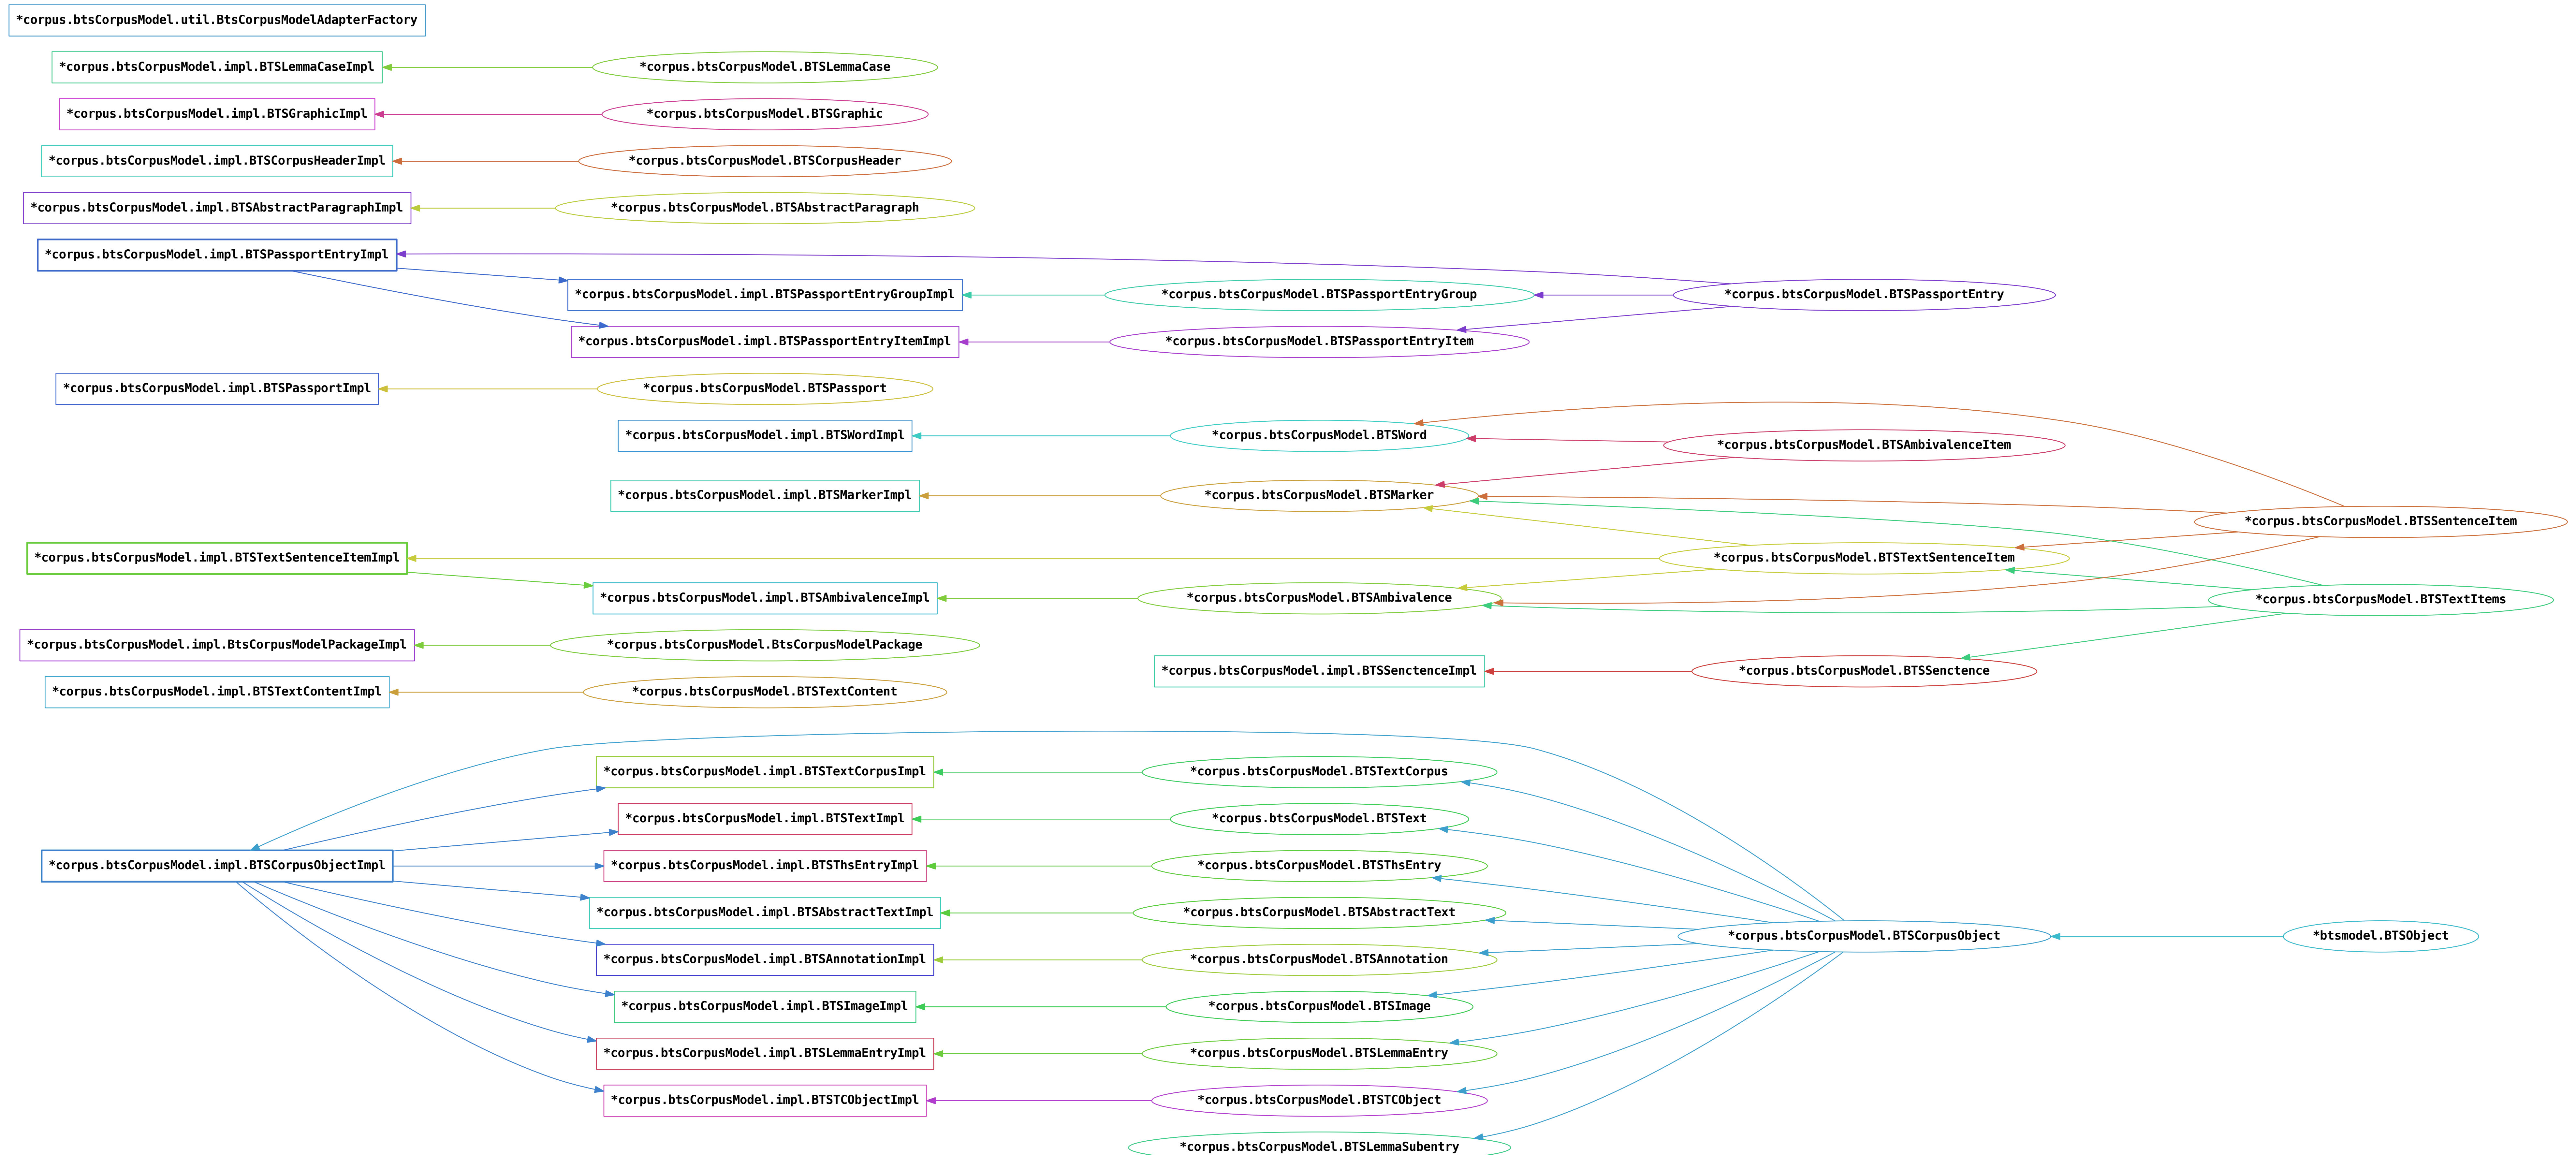 *corpus.btsCorpusModel.util.BtsCorpusModelAdapterFactory
*corpus.btsCorpusModel.impl.BTSLemmaCaseImpl
*corpus.btsCorpusModel.BTSLemmaCase
*corpus.btsCorpusModel.impl.BTSGraphicImpl
*corpus.btsCorpusModel.BTSGraphic
*corpus.btsCorpusModel.impl.BTSCorpusHeaderImpl
*corpus.btsCorpusModel.BTSCorpusHeader
*corpus.btsCorpusModel.impl.BTSAbstractParagraphImpl
*corpus.btsCorpusModel.BTSAbstractParagraph
*corpus.btsCorpusModel.impl.BTSPassportEntryImpl
*corpus.btsCorpusModel.impl.BTSPassportEntryGroupImpl
*corpus.btsCorpusModel.BTSPassportEntryGroup
*corpus.btsCorpusModel.BTSPassportEntry
*corpus.btsCorpusModel.impl.BTSPassportEntryItemImpl
*corpus.btsCorpusModel.BTSPassportEntryItem
*corpus.btsCorpusModel.impl.BTSPassportImpl
*corpus.btsCorpusModel.BTSPassport
*corpus.btsCorpusModel.impl.BTSWordImpl
*corpus.btsCorpusModel.BTSWord
*corpus.btsCorpusModel.BTSAmbivalenceItem
*corpus.btsCorpusModel.impl.BTSMarkerImpl
*corpus.btsCorpusModel.BTSMarker
*corpus.btsCorpusModel.BTSSentenceItem
*corpus.btsCorpusModel.impl.BTSTextSentenceItemImpl
*corpus.btsCorpusModel.BTSTextSentenceItem
*corpus.btsCorpusModel.impl.BTSAmbivalenceImpl
*corpus.btsCorpusModel.BTSAmbivalence
*corpus.btsCorpusModel.BTSTextItems
*corpus.btsCorpusModel.impl.BtsCorpusModelPackageImpl
*corpus.btsCorpusModel.BtsCorpusModelPackage
*corpus.btsCorpusModel.impl.BTSSenctenceImpl
*corpus.btsCorpusModel.BTSSenctence
*corpus.btsCorpusModel.impl.BTSTextContentImpl
*corpus.btsCorpusModel.BTSTextContent
*corpus.btsCorpusModel.impl.BTSTextCorpusImpl
*corpus.btsCorpusModel.BTSTextCorpus
*corpus.btsCorpusModel.impl.BTSTextImpl
*corpus.btsCorpusModel.BTSText
*corpus.btsCorpusModel.impl.BTSCorpusObjectImpl
*corpus.btsCorpusModel.impl.BTSThsEntryImpl
*corpus.btsCorpusModel.BTSThsEntry
*corpus.btsCorpusModel.impl.BTSAbstractTextImpl
*corpus.btsCorpusModel.BTSAbstractText
*corpus.btsCorpusModel.BTSCorpusObject
*btsmodel.BTSObject
*corpus.btsCorpusModel.impl.BTSAnnotationImpl
*corpus.btsCorpusModel.BTSAnnotation
*corpus.btsCorpusModel.impl.BTSImageImpl
*corpus.btsCorpusModel.BTSImage
*corpus.btsCorpusModel.impl.BTSLemmaEntryImpl
*corpus.btsCorpusModel.BTSLemmaEntry
*corpus.btsCorpusModel.impl.BTSTCObjectImpl
*corpus.btsCorpusModel.BTSTCObject
*corpus.btsCorpusModel.BTSLemmaSubentry